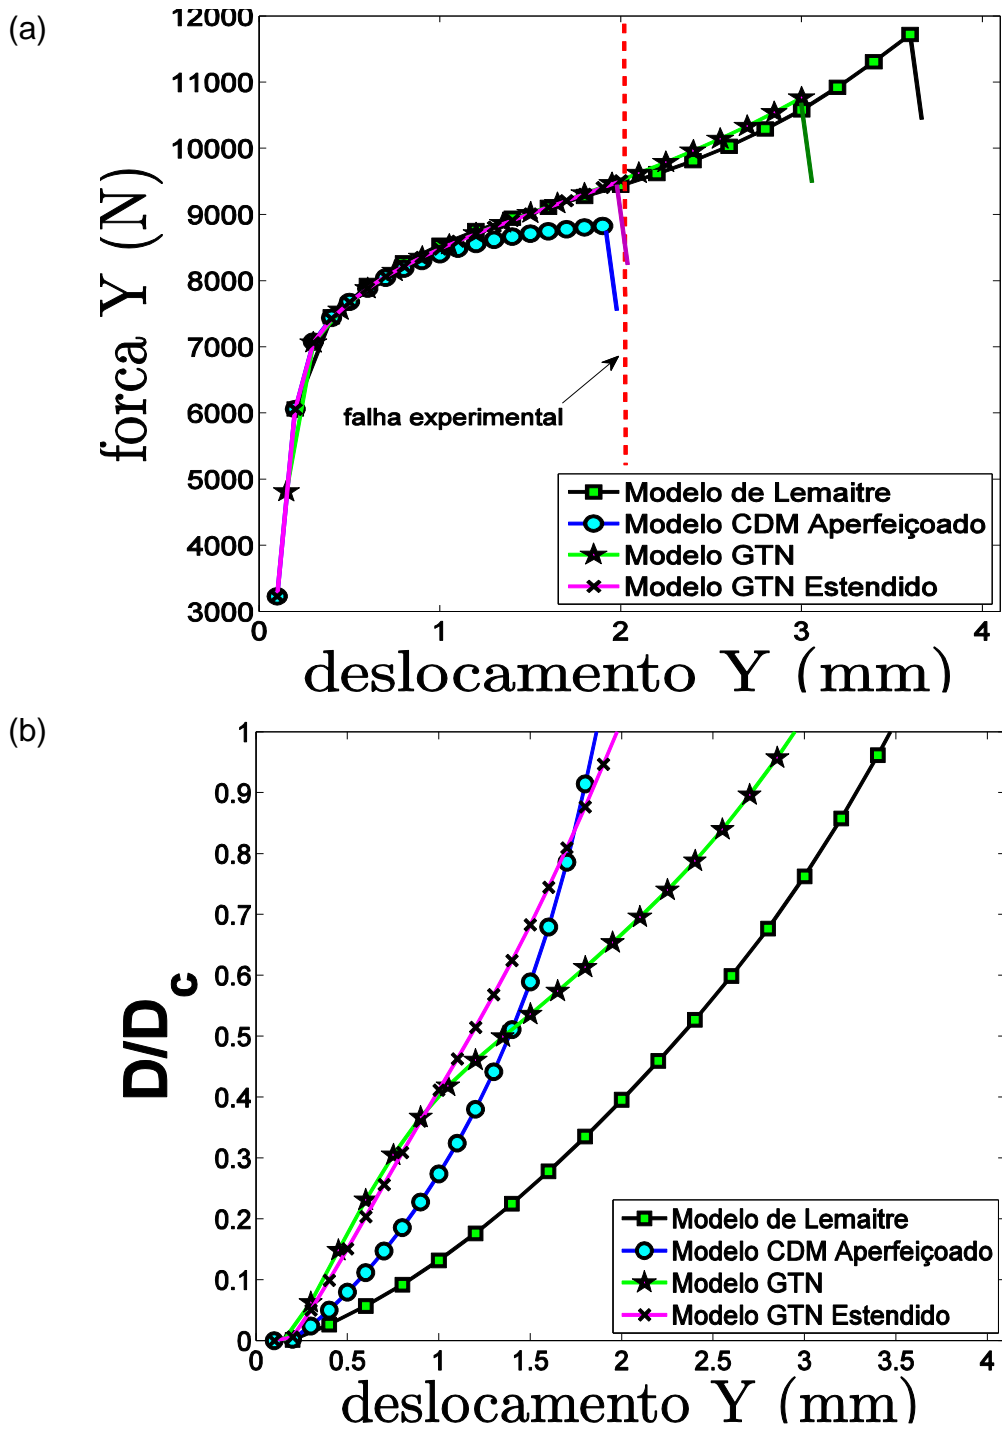 (a)
12000
11000
10000
9000
8000
7000
6000
5000
4000
3000
forca Y (N)
falha experimental
Modelo de Lemaitre
Modelo CDM Aperfeiçoado
Modelo GTN
Modelo GTN Estendido
0 1 2 3 4
deslocamento Y (mm)
(b)
1
0.9
0.8
0.7
0.6
0.5
0.4
0.3
0.2
0.1
0
D/Dc
Modelo de Lemaitre
Modelo CDM Aperfeiçoado
Modelo GTN
Modelo GTN Estendido
0 0.5 1 1.5 2 2.5 3 3.5 4
deslocamento Y (mm)